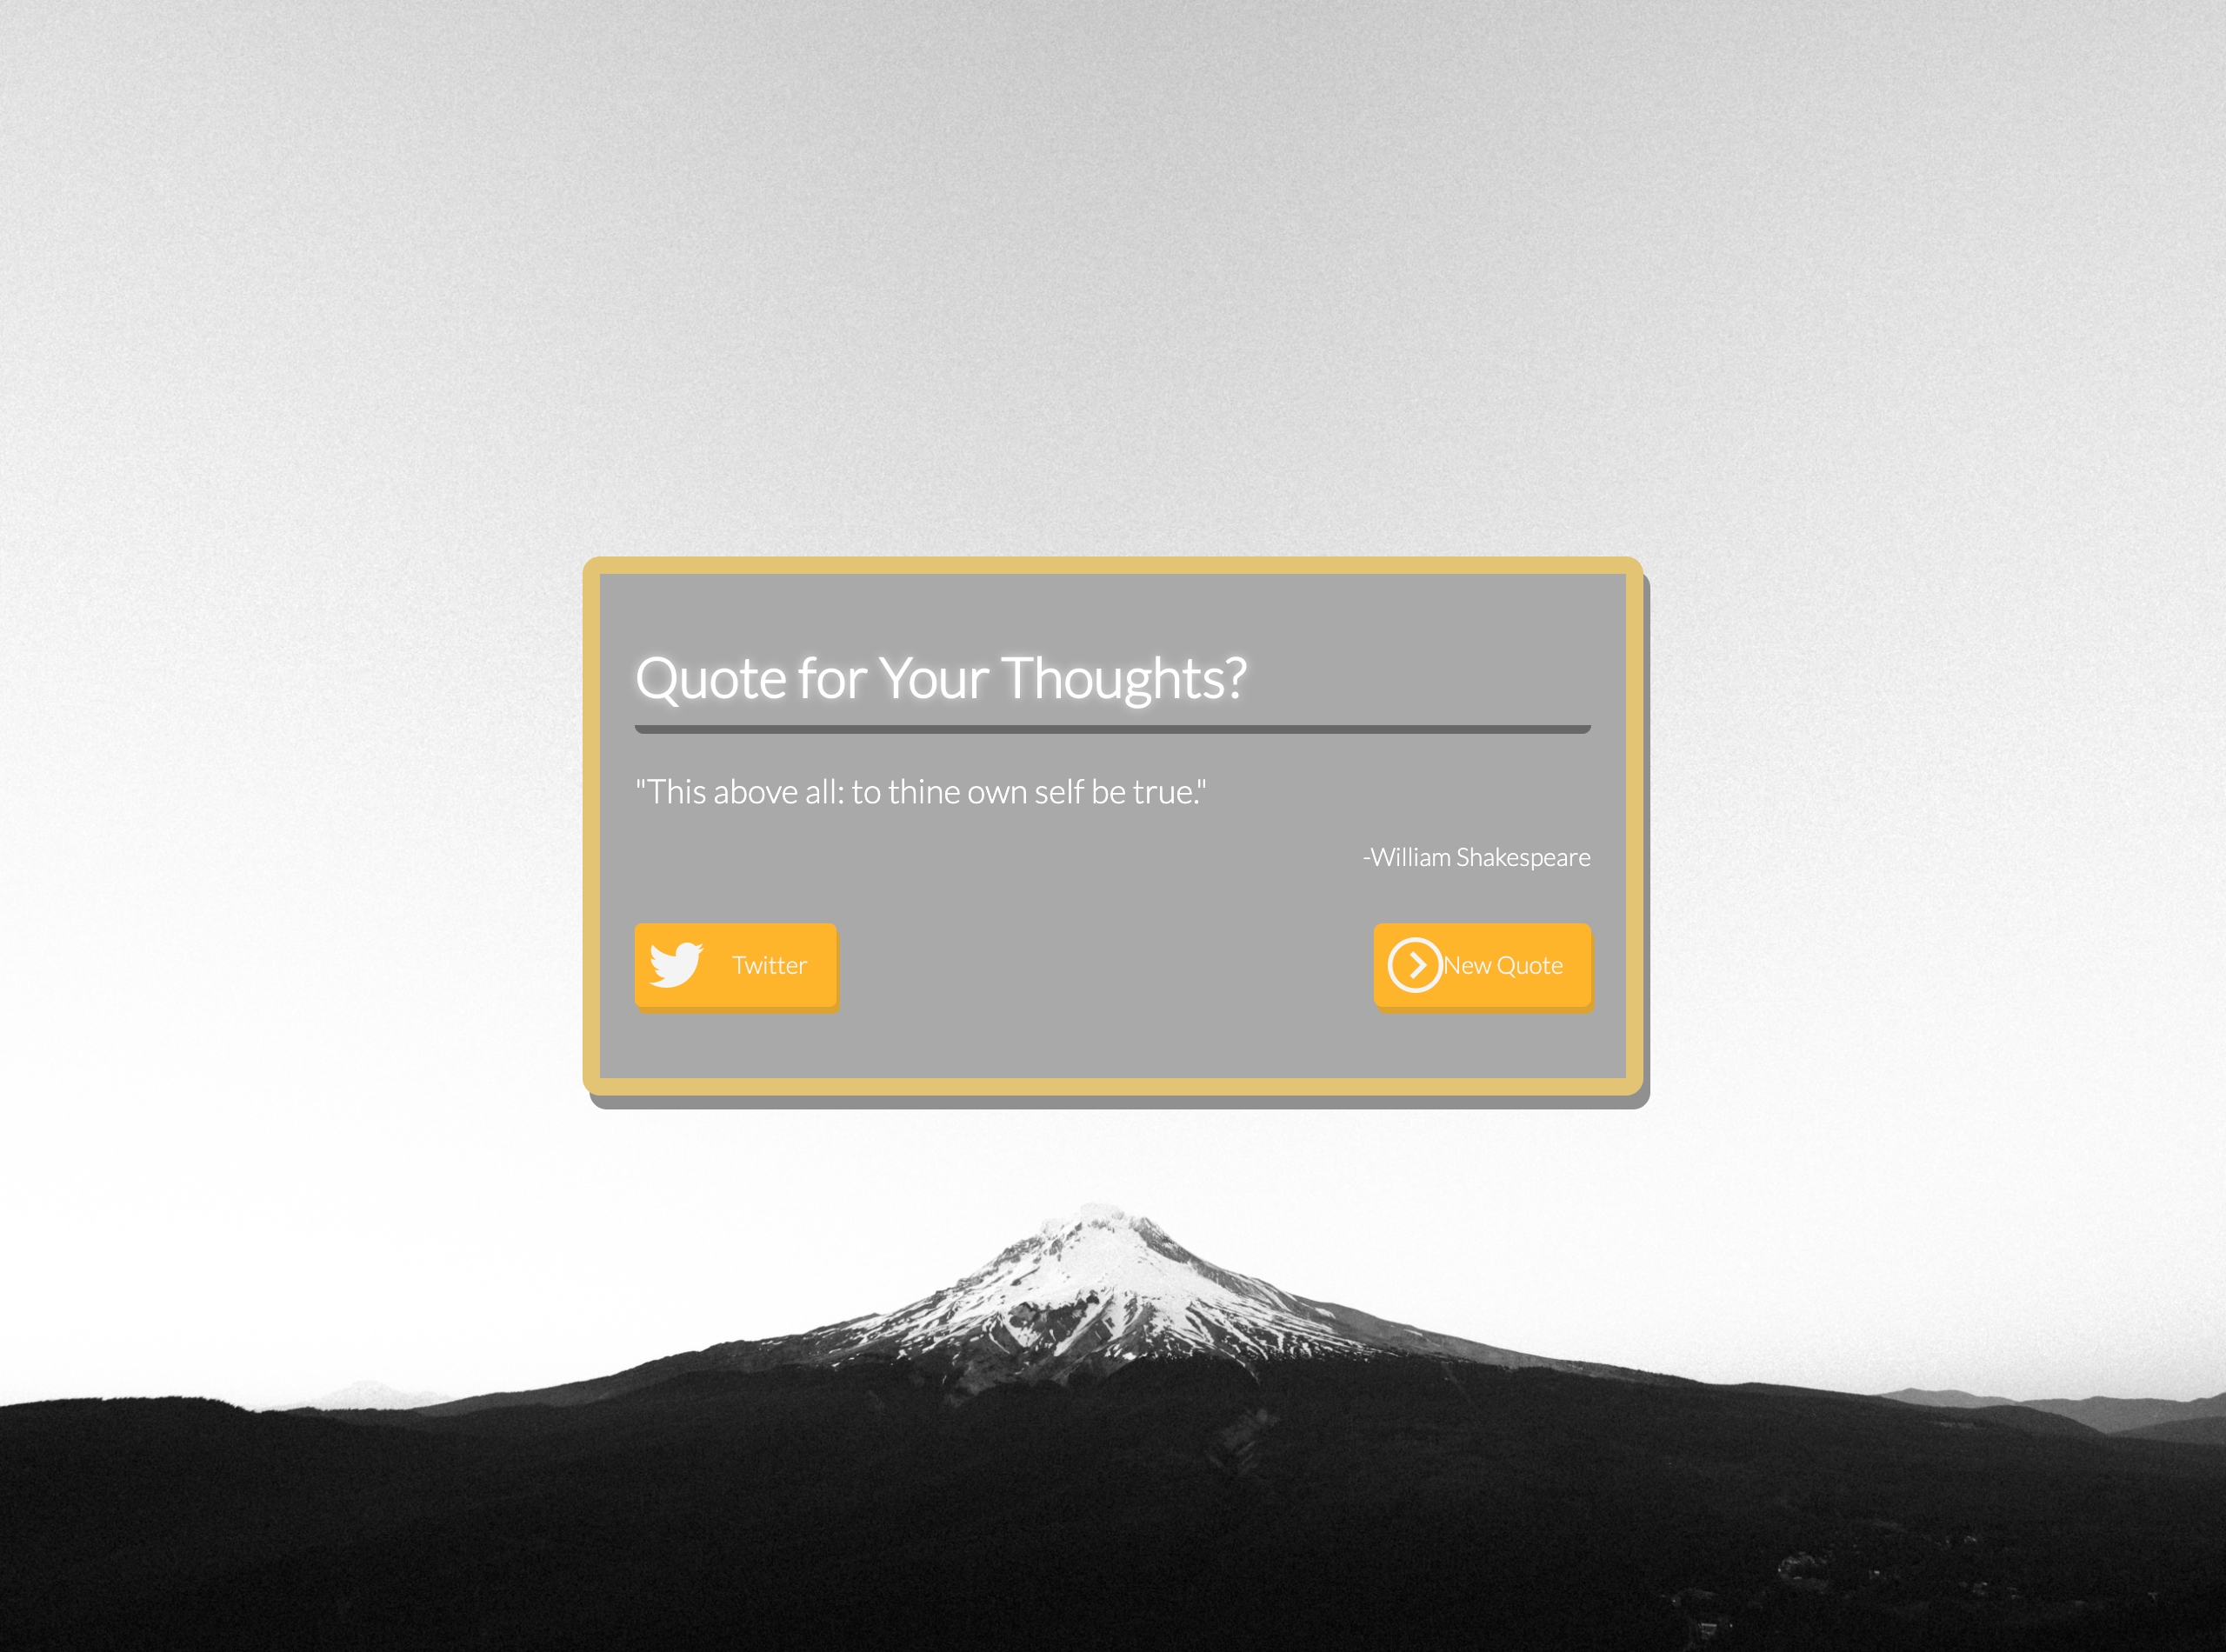 Quote for Your Thoughts?
"This above all: to thine own self be true."
-William Shakespeare
Twitter
New Quote